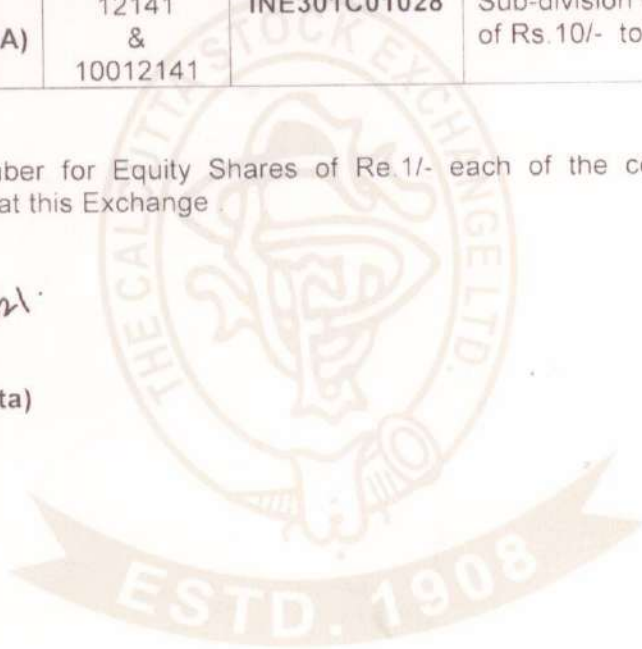 12141 INE301C01028 Sub-division
A) & of Rs.10/- to
10012141
ber for Equity Shares of Re.1/- each of the c
at this Exchange .
ta)
THE CALCUTTA STOCK EXCHANGE LTD.
ESTD. 1908